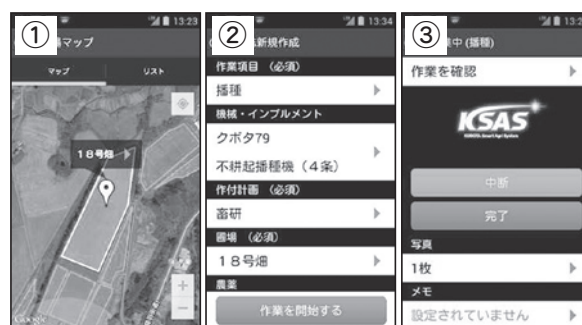 ①
13:23
マップ
マップ
リスト
18号畑
Google
②
13:34
新規作成
作業項目 (必須)
播種
機械・インプルメント
クボタ79
不耕起播種機 (4条)
作付計画 (必須)
畜研
圃場 (必須)
18号畑
農薬
作業を開始する
③
中 (播種)
作業を確認
KSAS
KUBOTA Smart Agri System
中断
完了
写真
1枚
メモ
設定されていません